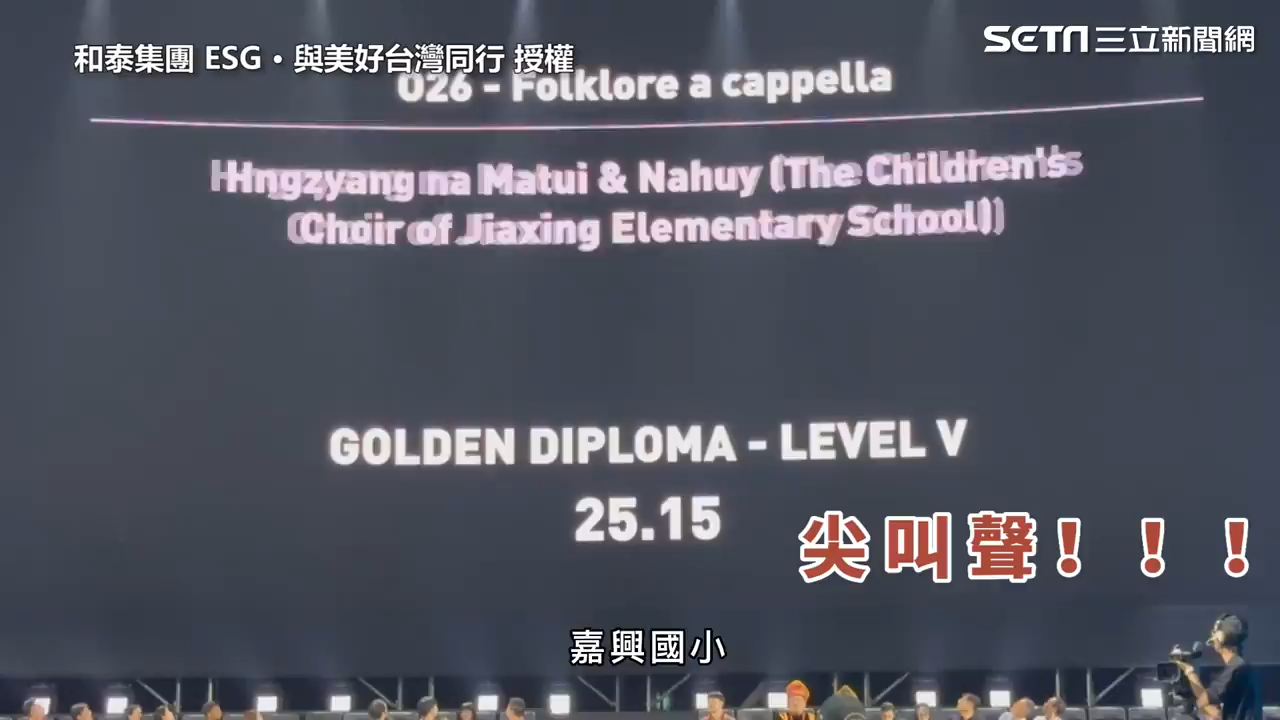 和泰集團 ESG・與美好台灣同行 授權
SETN三立新聞網
O26 - Folklore a cappella
Hngzyang na Matui & Nahuy (The Children's
Choir of Jiaxing Elementary School)
GOLDEN DIPLOMA - LEVEL V
25.15
尖叫聲！！！
嘉興國小